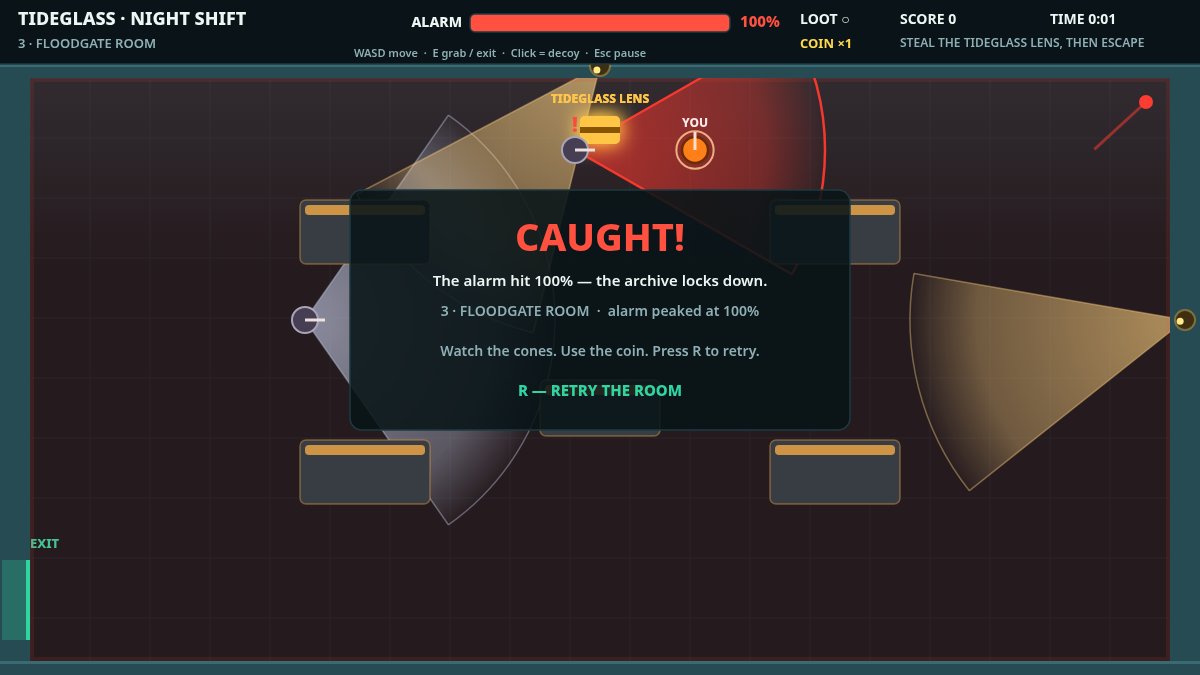 TIDEGLASS · NIGHT SHIFT
3 · FLOODGATE ROOM
ALARM 100%
WASD move · E grab / exit · Click = decoy · Esc pause
LOOT ○
COIN ×1
SCORE 0
TIME 0:01
STEAL THE TIDEGLASS LENS, THEN ESCAPE
TIDEGLASS LENS
!
YOU
CAUGHT!
The alarm hit 100% — the archive locks down.
3 · FLOODGATE ROOM · alarm peaked at 100%
Watch the cones. Use the coin. Press R to retry.
R — RETRY THE ROOM
EXIT